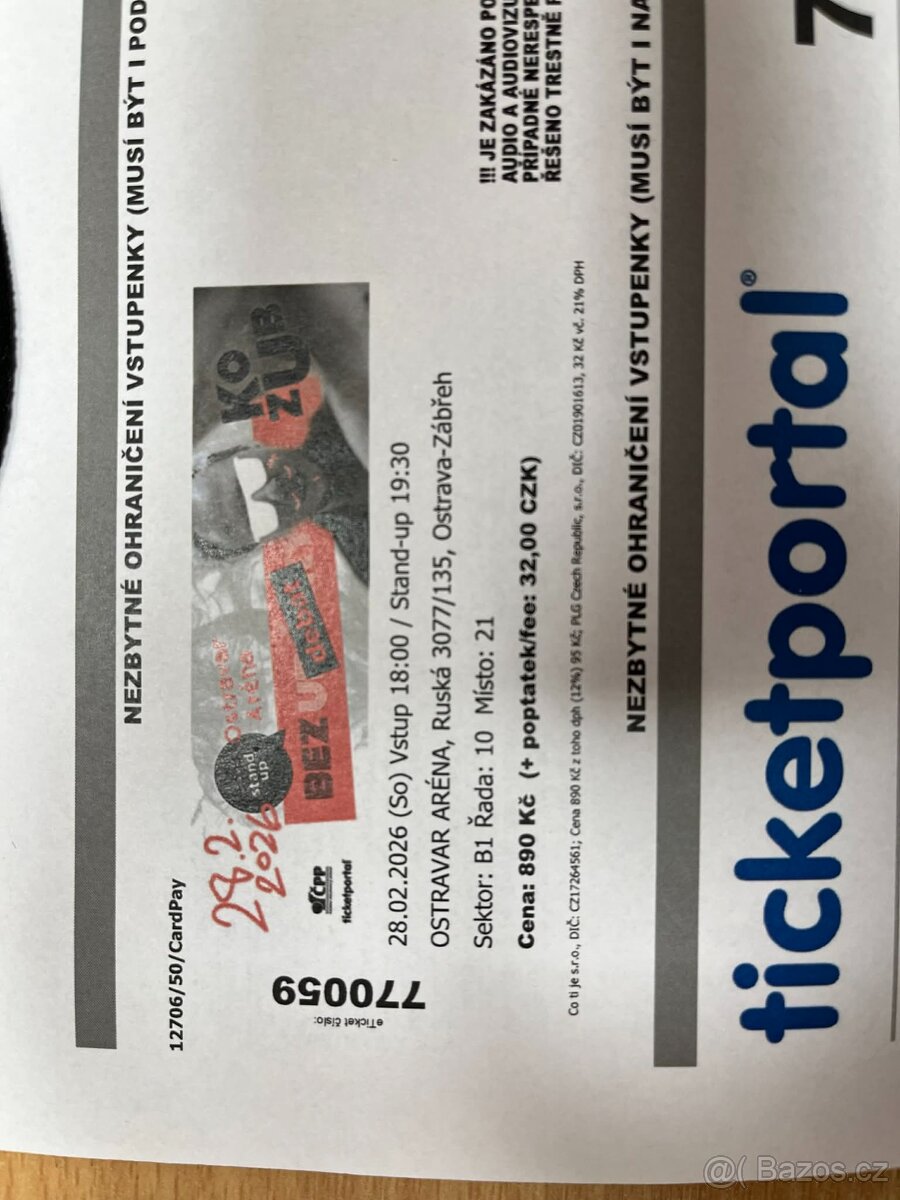 NEZBYTNÉ OHRANIČENÍ VSTUPENKY (MUSÍ BÝT I POD
12706/50/CardPay
28.2.
2026
ostravar
aréna
stand
up
BEZ U
KO
ZUB
ČPP
ticketportal
eTicket číslo:
770059
28.02.2026 (So) Vstup 18:00 / Stand-up 19:30
OSTRAVAR ARÉNA, Ruská 3077/135, Ostrava-Zábřeh
Sektor: B1 Řada: 10 Místo: 21
Cena: 890 Kč (+ poptatek/fee: 32,00 CZK)
Co ti je s.r.o., DIČ: CZ17264561; Cena 890 Kč z toho dph (12%) 95 Kč; PLG Czech Republic, s.r.o., DIČ: CZ01901613, 32 Kč vč. 21% DPH
!!! JE ZAKÁZÁNO PO
AUDIO A AUDIOVIZU
PŘÍPADNÉ NERESPE
ŘEŠENO TRESTNĚ
NEZBYTNÉ OHRANIČENÍ VSTUPENKY (MUSÍ BÝT I NA
ticketportal®
7
@( Bazos.cz